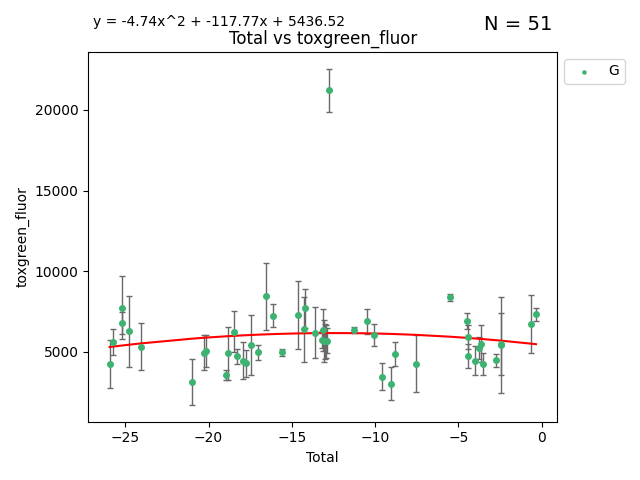 y = -4.74x^2 + -117.77x + 5436.52
N = 51
Total vs toxgreen_fluor
G
toxgreen_fluor
20000
15000
10000
5000
−25
−20
−15
−10
−5
0
Total